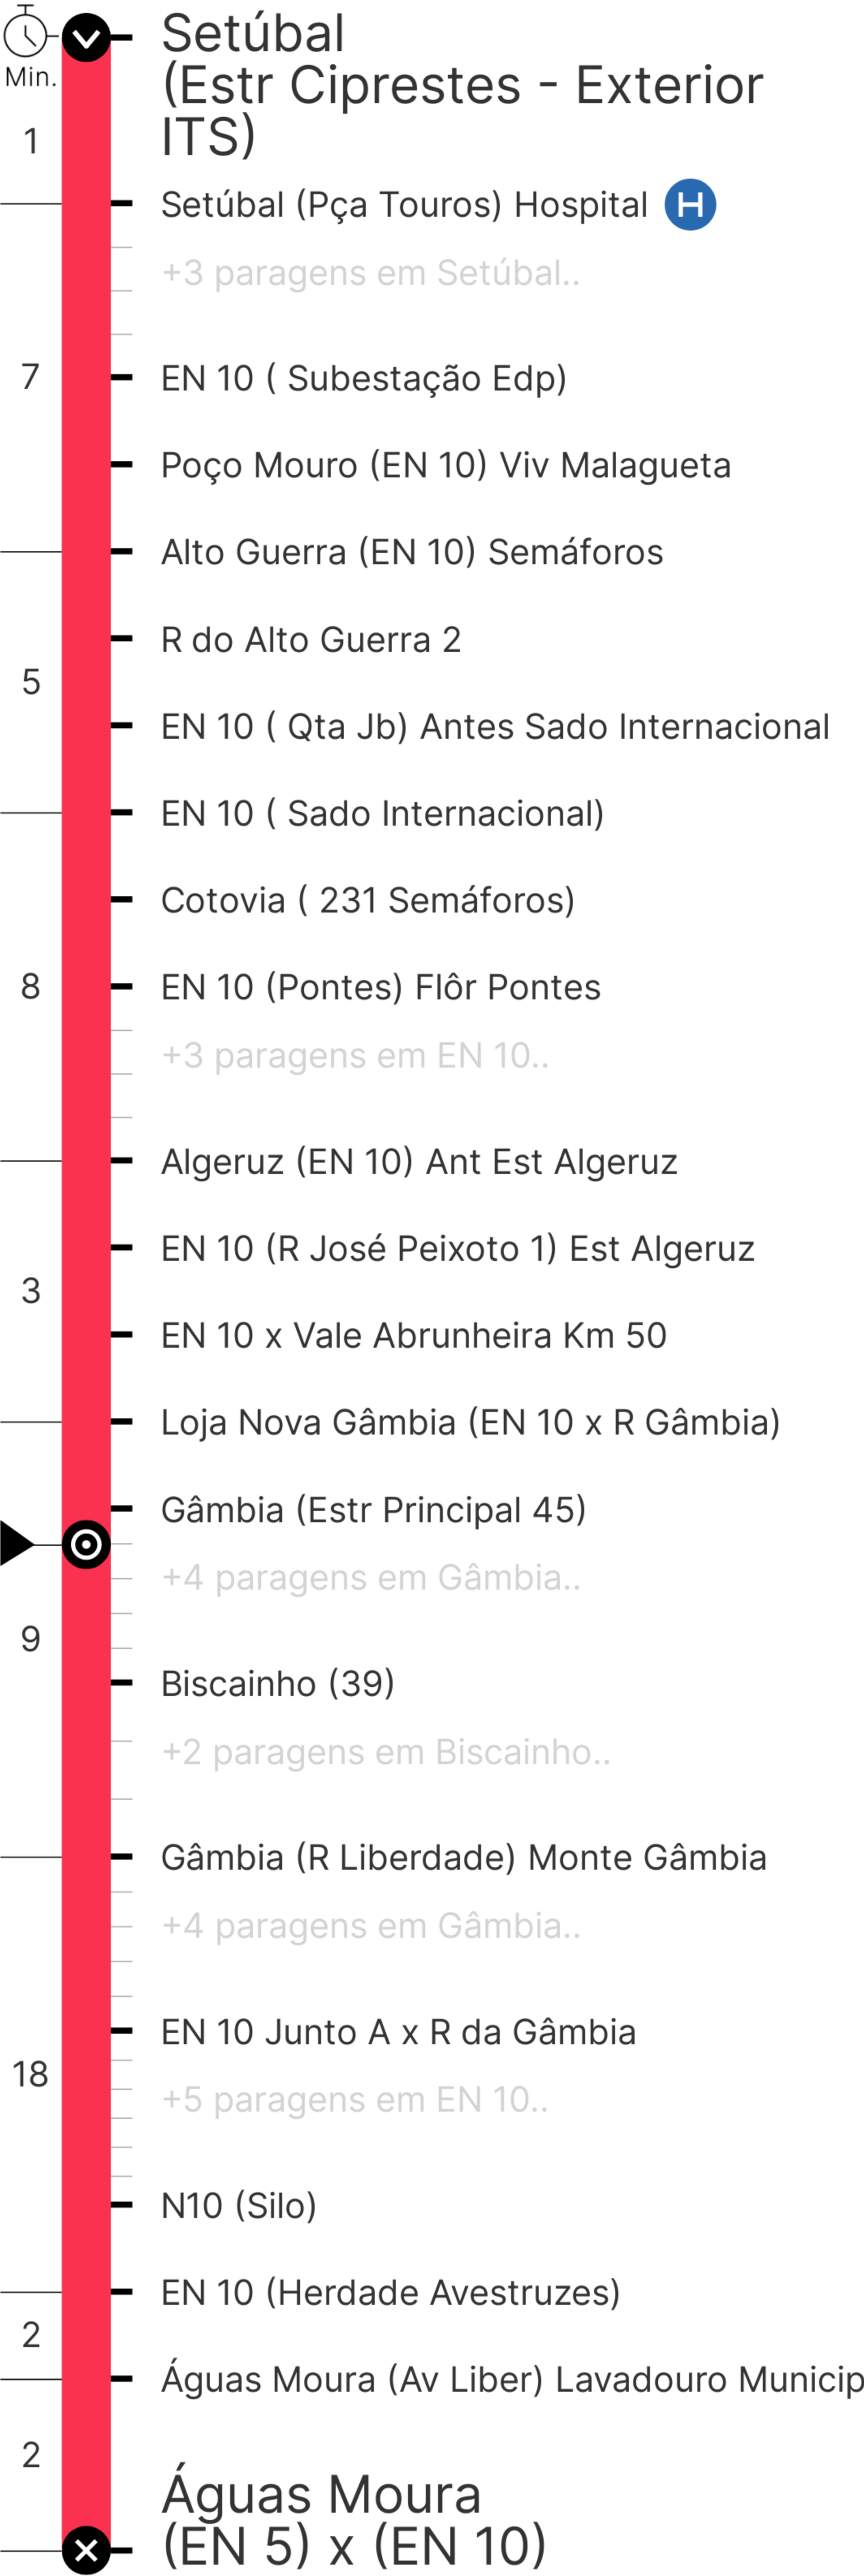 Setúbal
(Estr Ciprestes - Exterior
ITS)
Min.
1
Setúbal (Pça Touros) Hospital H
+3 paragens em Setúbal..
7
EN 10 ( Subestação Edp)
Poço Mouro (EN 10) Viv Malagueta
Alto Guerra (EN 10) Semáforos
R do Alto Guerra 2
5
EN 10 ( Qta Jb) Antes Sado Internacional
EN 10 ( Sado Internacional)
Cotovia ( 231 Semáforos)
8
EN 10 (Pontes) Flôr Pontes
+3 paragens em EN 10..
Algeruz (EN 10) Ant Est Algeruz
EN 10 (R José Peixoto 1) Est Algeruz
3
EN 10 x Vale Abrunheira Km 50
Loja Nova Gâmbia (EN 10 x R Gâmbia)
Gâmbia (Estr Principal 45)
+4 paragens em Gâmbia..
9
Biscainho (39)
+2 paragens em Biscainho..
Gâmbia (R Liberdade) Monte Gâmbia
+4 paragens em Gâmbia..
EN 10 Junto A x R da Gâmbia
18
+5 paragens em EN 10..
N10 (Silo)
EN 10 (Herdade Avestruzes)
2
Águas Moura (Av Liber) Lavadouro Municip
2
Águas Moura
(EN 5) x (EN 10)